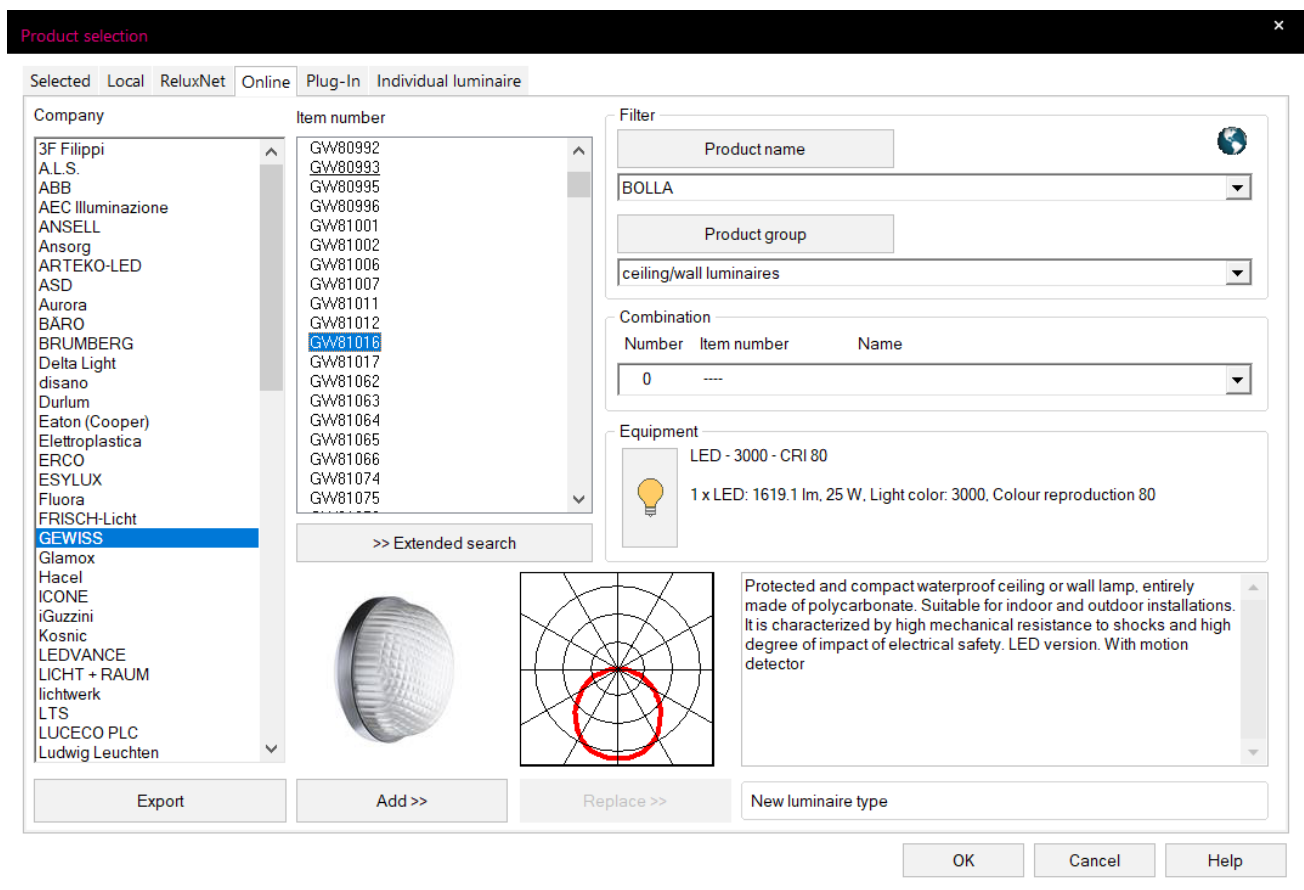 Product selection
×
Selected Local ReluxNet Online Plug-In Individual luminaire
Company
3F Filippi
A.L.S.
ABB
AEC Illuminazione
ANSELL
Ansorg
ARTEKO-LED
ASD
Aurora
BÄRO
BRUMBERG
Delta Light
disano
Durlum
Eaton (Cooper)
Elettroplastica
ERCO
ESYLUX
Fluora
FRISCH-Licht
GEWISS
Glamox
Hacel
ICONE
iGuzzini
Kosnic
LEDVANCE
LICHT + RAUM
lichtwerk
LTS
LUCECO PLC
Ludwig Leuchten
Export
Item number
GW80992
GW80993
GW80995
GW80996
GW81001
GW81002
GW81006
GW81007
GW81011
GW81012
GW81016
GW81017
GW81062
GW81063
GW81064
GW81065
GW81066
GW81074
GW81075
>> Extended search
Add >>
Replace >>
Filter
Product name
BOLLA
Product group
ceiling/wall luminaires
Combination
Number Item number Name
0 ----
Equipment
LED - 3000 - CRI 80
1 x LED: 1619.1 lm, 25 W, Light color: 3000, Colour reproduction 80
Protected and compact waterproof ceiling or wall lamp, entirely
made of polycarbonate. Suitable for indoor and outdoor installations.
It is characterized by high mechanical resistance to shocks and high
degree of impact of electrical safety. LED version. With motion
detector
New luminaire type
OK Cancel Help